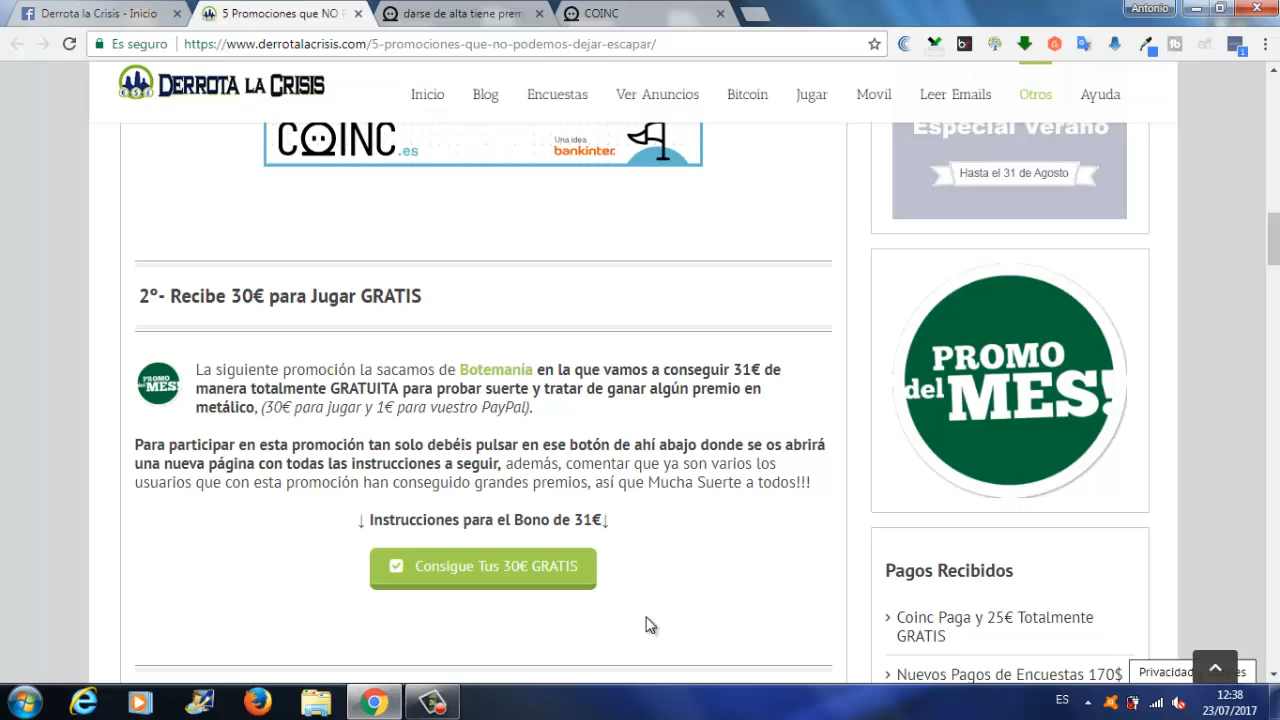 Derrota la Crisis - Inicio
5 Promociones que NO P
darse de alta tiene prem
COINC
Antonio
Es seguro
https://www.derrotalacrisis.com/5-promociones-que-no-podemos-dejar-escapar/
DERROTA LA CRISIS
Inicio
Blog
Encuestas
Ver Anuncios
Bitcoin
Jugar
Movil
Leer Emails
Otros
Ayuda
COINC.es
Una idea
bankinter.
Especial Verano
Hasta el 31 de Agosto
2º- Recibe 30€ para Jugar GRATIS
PROMO
del MES!
La siguiente promoción la sacamos de Botemanía en la que vamos a conseguir 31€ de
manera totalmente GRATUITA para probar suerte y tratar de ganar algún premio en
metálico, (30€ para jugar y 1€ para vuestro PayPal).
Para participar en esta promoción tan solo debéis pulsar en ese botón de ahí abajo donde se os abrirá
una nueva página con todas las instrucciones a seguir, además, comentar que ya son varios los
usuarios que con esta promoción han conseguido grandes premios, así que Mucha Suerte a todos!!!
↓ Instrucciones para el Bono de 31€↓
Consigue Tus 30€ GRATIS
PROMO
del MES!
Pagos Recibidos
Coinc Paga y 25€ Totalmente
GRATIS
Nuevos Pagos de Encuestas 170$
ES
12:38
23/07/2017